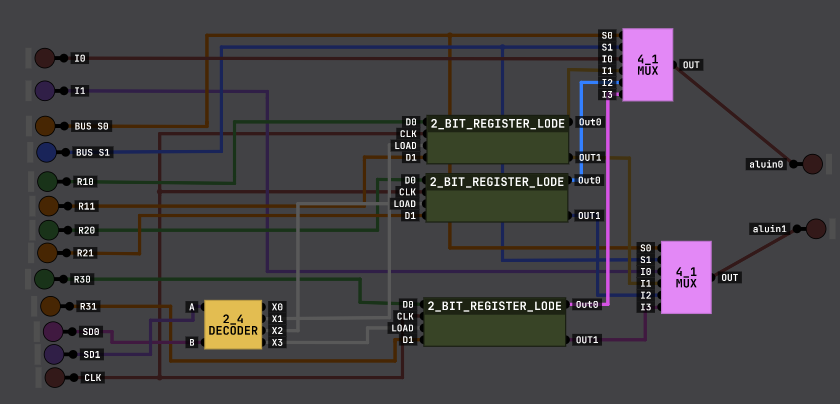 I0
I1
BUS S0
BUS S1
R10
R11
R20
R21
R30
R31
SD0
SD1
CLK
A
B
2_4
DECODER
X0
X1
X2
X3
D0
CLK
LOAD
D1
2_BIT_REGISTER_LODE
Out0
OUT1
D0
CLK
LOAD
D1
2_BIT_REGISTER_LODE
Out0
OUT1
D0
CLK
LOAD
D1
2_BIT_REGISTER_LODE
Out0
OUT1
S0
S1
I0
I1
I2
I3
4_1
MUX
OUT
aluin0
S0
S1
I0
I1
I2
I3
4_1
MUX
OUT
aluin1